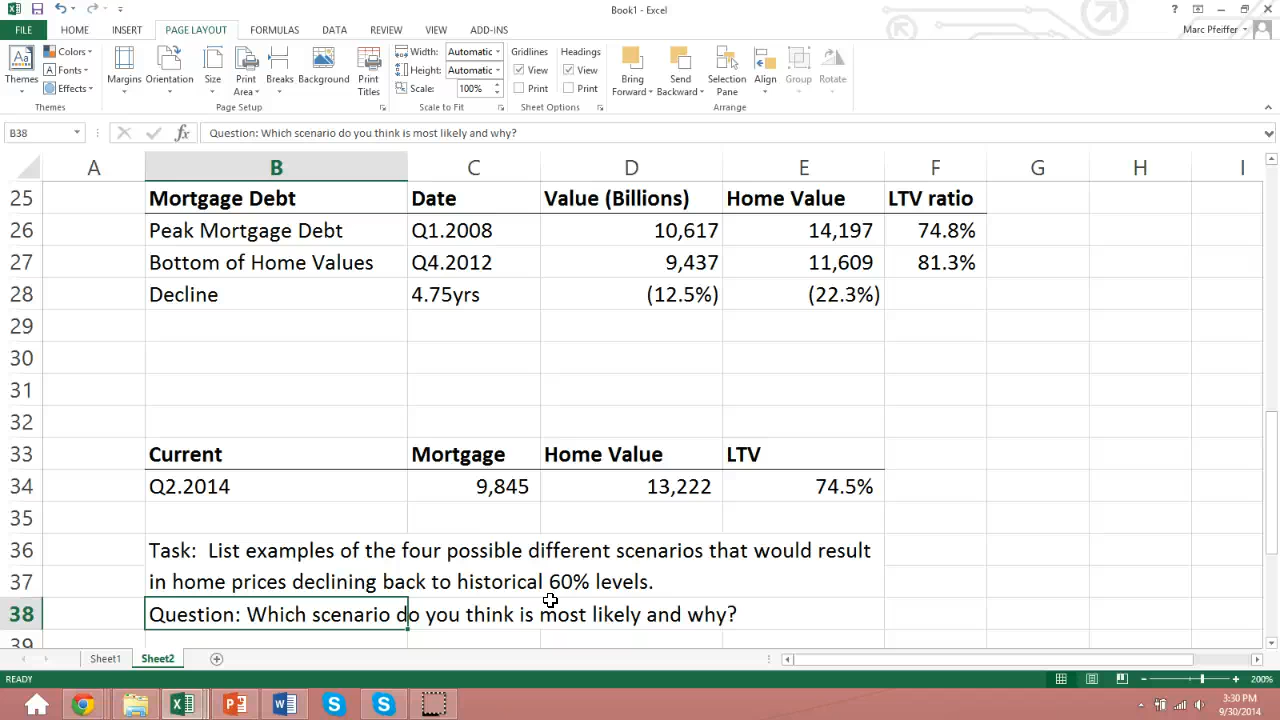 Book1 - Excel
FILE HOME INSERT PAGE LAYOUT FORMULAS DATA REVIEW VIEW ADD-INS Marc Pfeiffer
Themes Colors Fonts Effects
Margins Orientation Size Print Area Breaks Background Print Titles
Width: Automatic
Height: Automatic
Scale: 100%
Gridlines Headings
View View
Print Print
Bring Forward Send Backward Selection Pane Align Group Rotate
Themes Page Setup Scale to Fit Sheet Options Arrange
B38 fx Question: Which scenario do you think is most likely and why?
A B C D E F G H I
25 Mortgage Debt Date Value (Billions) Home Value LTV ratio
26 Peak Mortgage Debt Q1.2008 10,617 14,197 74.8%
27 Bottom of Home Values Q4.2012 9,437 11,609 81.3%
28 Decline 4.75yrs (12.5%) (22.3%)
29
30
31
32
33 Current Mortgage Home Value LTV
34 Q2.2014 9,845 13,222 74.5%
35
36 Task: List examples of the four possible different scenarios that would result
37 in home prices declining back to historical 60% levels.
38 Question: Which scenario do you think is most likely and why?
39
Sheet1 Sheet2
READY 200%
3:30 PM
9/30/2014